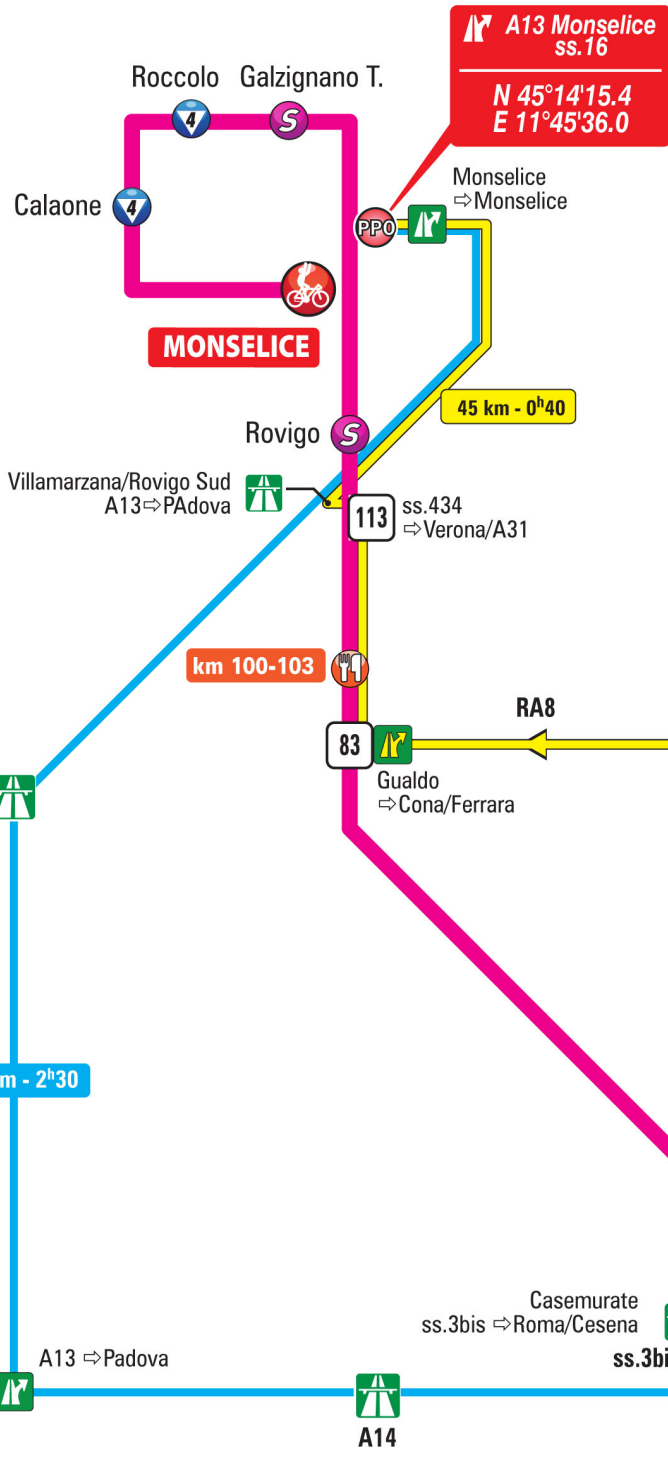 A13 Monselice
ss.16
N 45°14'15.4
E 11°45'36.0
Roccolo
Galzignano T.
4
S
Monselice
⇨Monselice
Calaone
4
PPO
MONSELICE
45 km - 0ʰ40
Rovigo
S
Villamarzana/Rovigo Sud
A13⇨PAdova
113
ss.434
⇨Verona/A31
km 100-103
RA8
83
Gualdo
⇨Cona/Ferrara
m - 2ʰ30
Casemurate
ss.3bis ⇨Roma/Cesena
ss.3bi
A13 ⇨Padova
A14